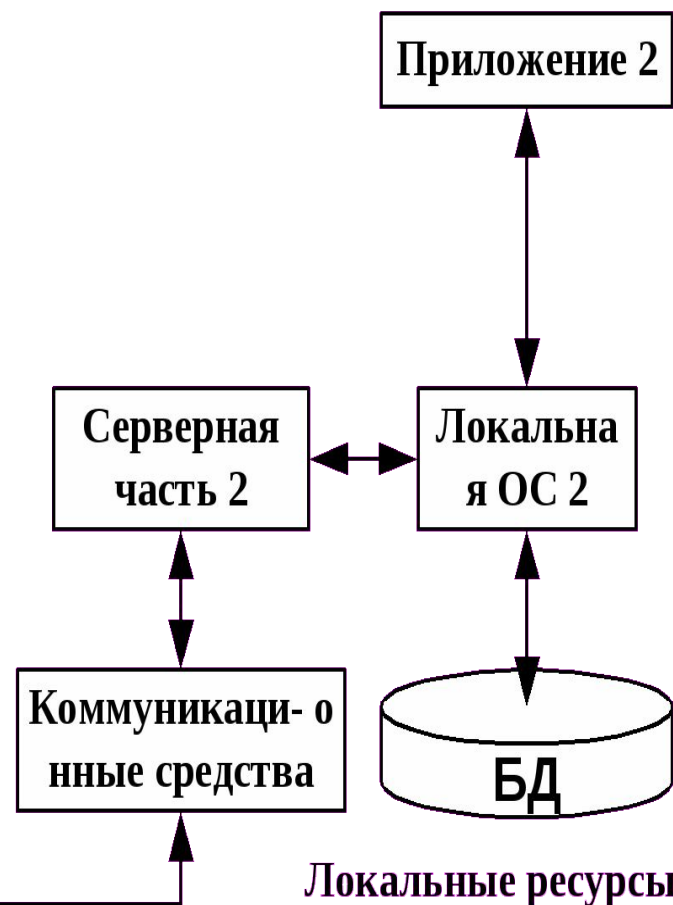 Приложение 2
Серверная
часть 2
Локальна
я ОС 2
Коммуникаци- о
нные средства
БД
Локальные ресурсы